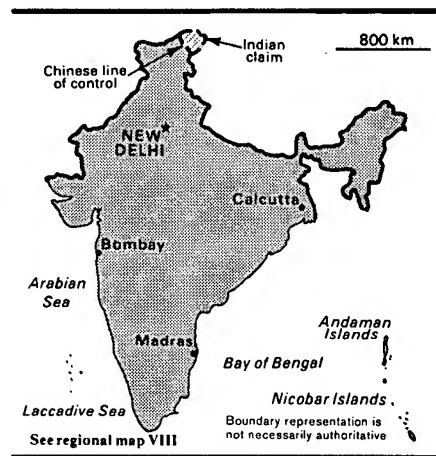 Indian
claim
800 km
Chinese line
of control
NEW
DELHI
Calcutta
Bombay
Arabian
Sea
Andaman
Islands
Madras
Bay of Bengal
Nicobar Islands
Laccadive Sea
Boundary representation is
not necessarily authoritative
See regional map VIII